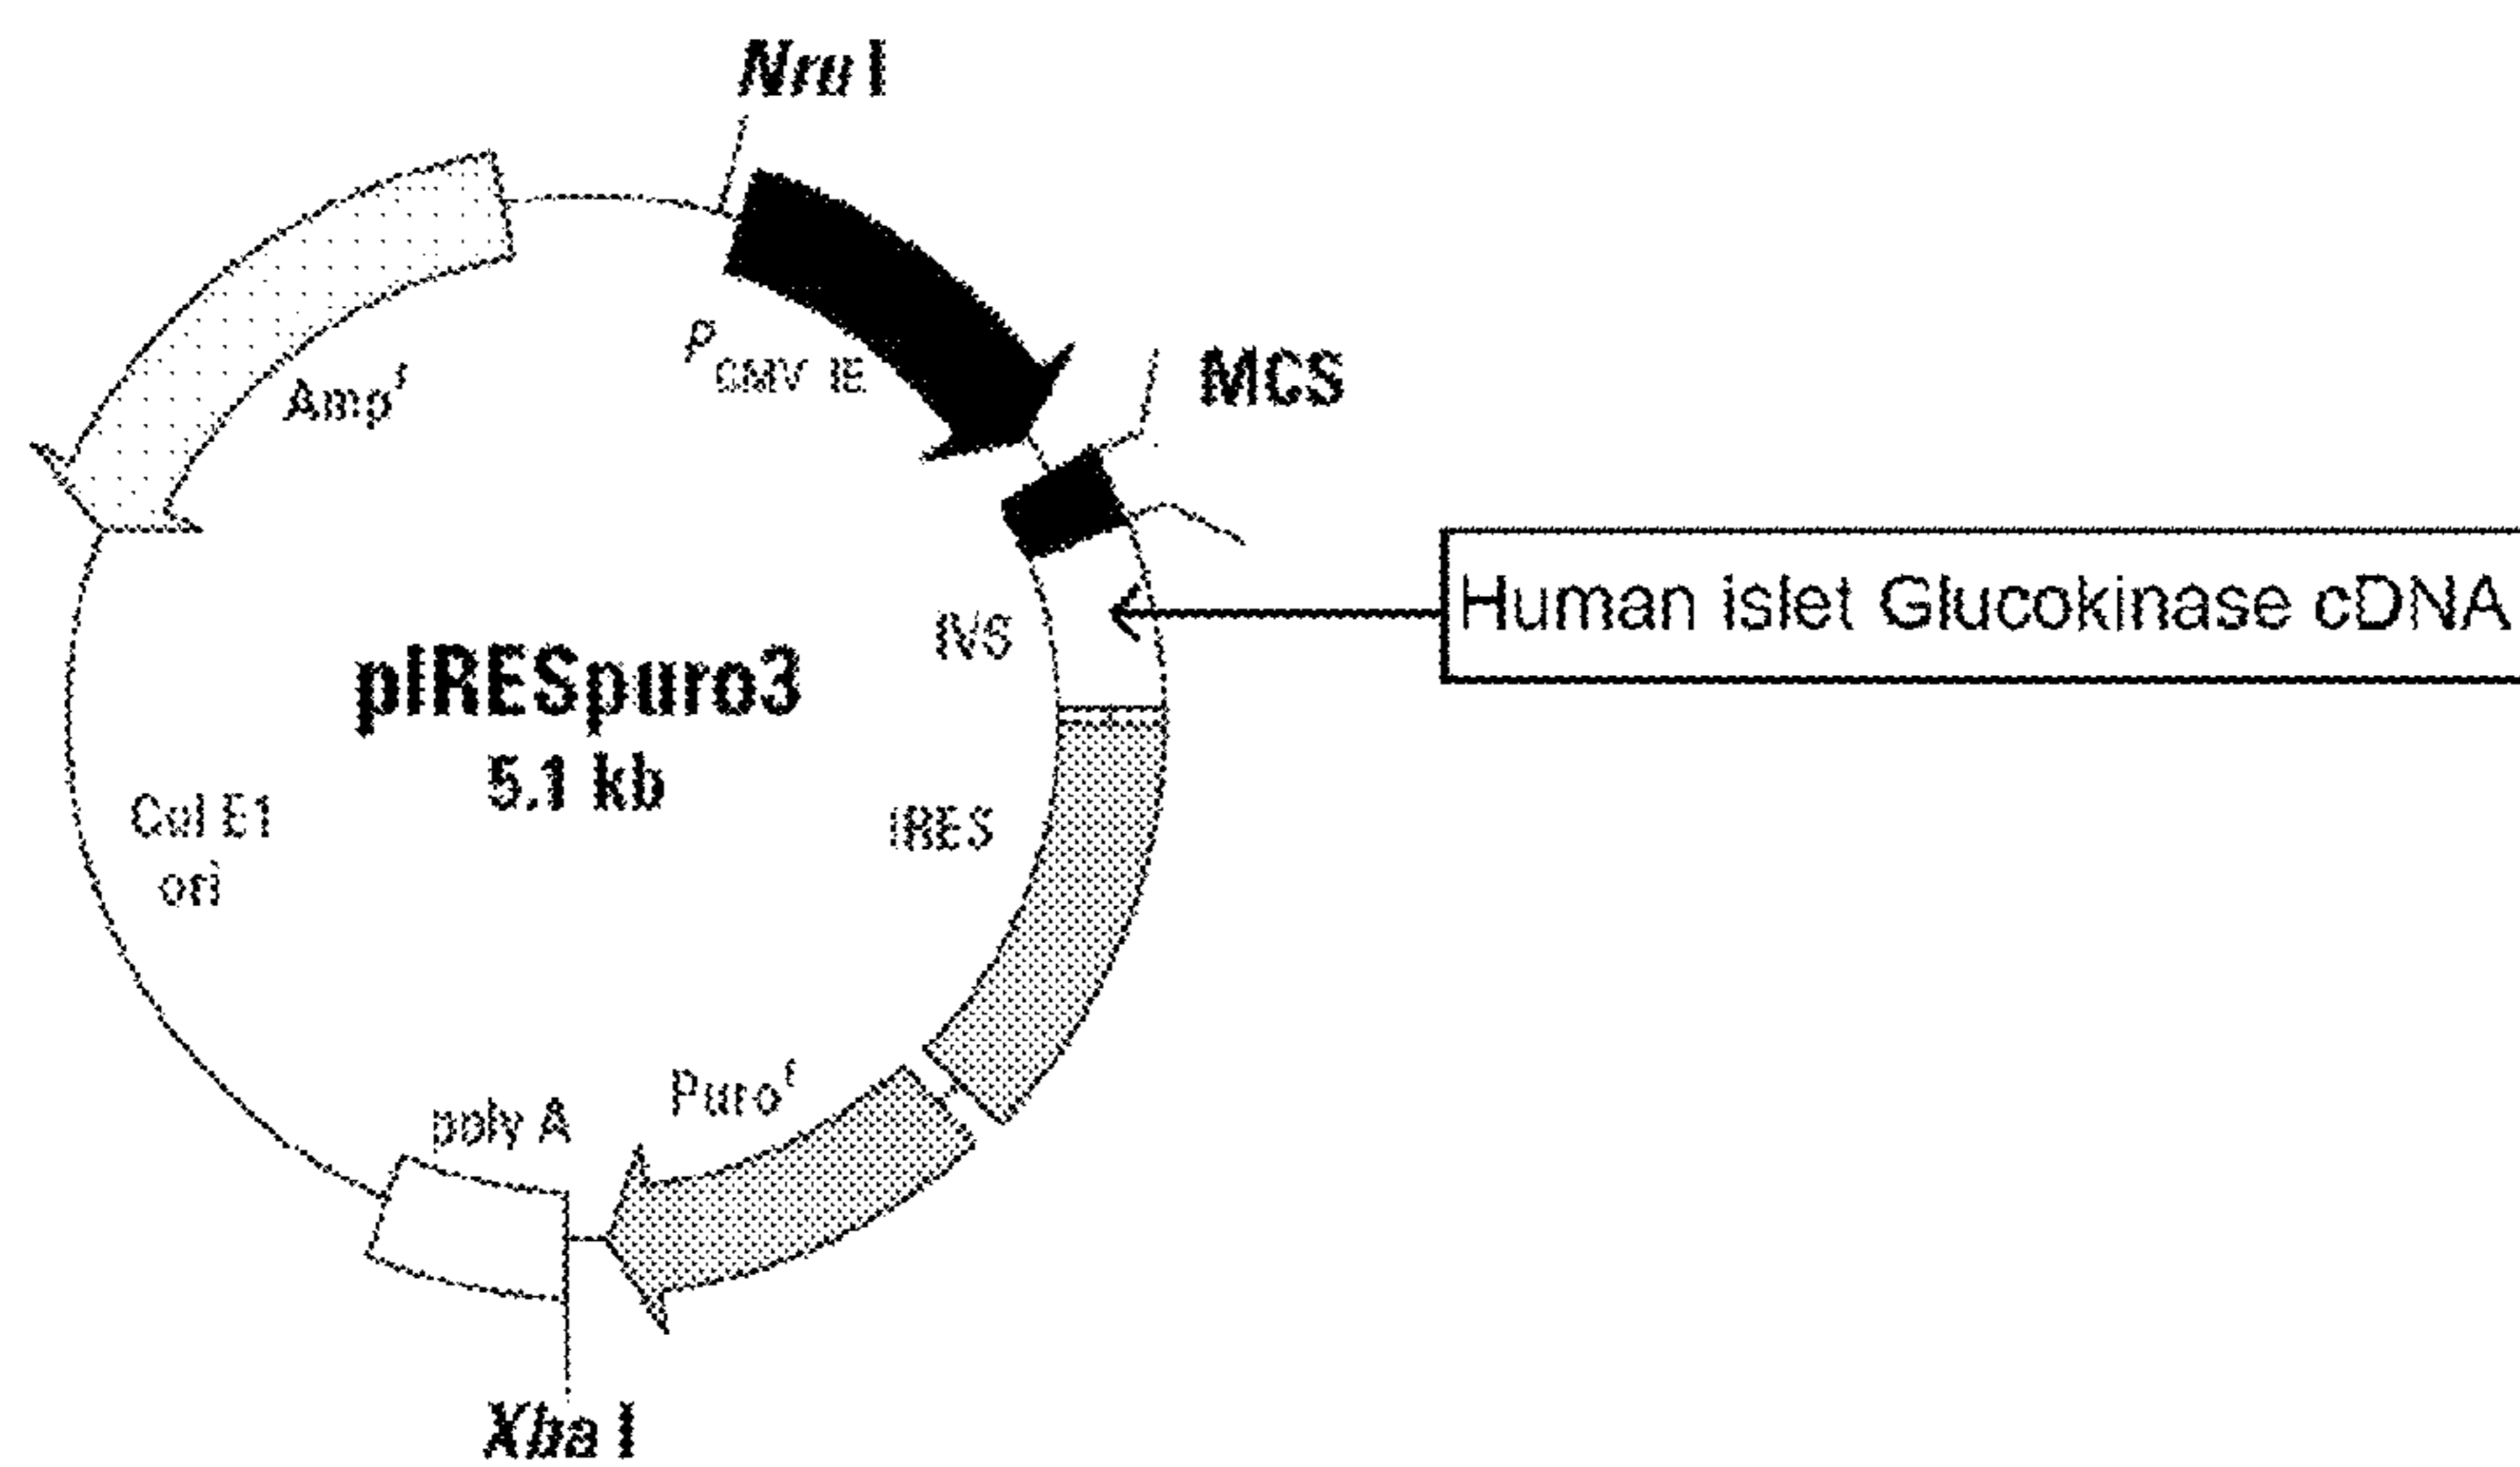 Nru I
P CMV IE
MCS
Amp r
Human islet Glucokinase cDNA
IVS
pIRESpuro3
5.1 kb
Col E1
ori
IRES
Puro r
poly A
Xba I